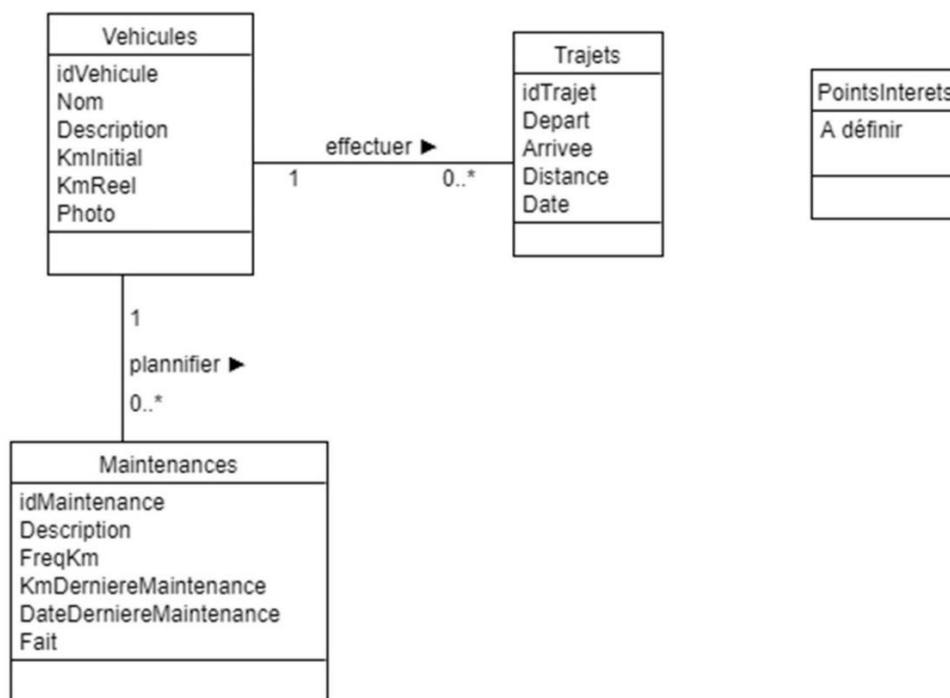 Vehicules
idVehicule
Nom
Description
KmInitial
KmReel
Photo
effectuer ►
1
0..*
Trajets
idTrajet
Depart
Arrivee
Distance
Date
PointsInterets
A définir
1
plannifier ►
0..*
Maintenances
idMaintenance
Description
FreqKm
KmDerniereMaintenance
DateDerniereMaintenance
Fait